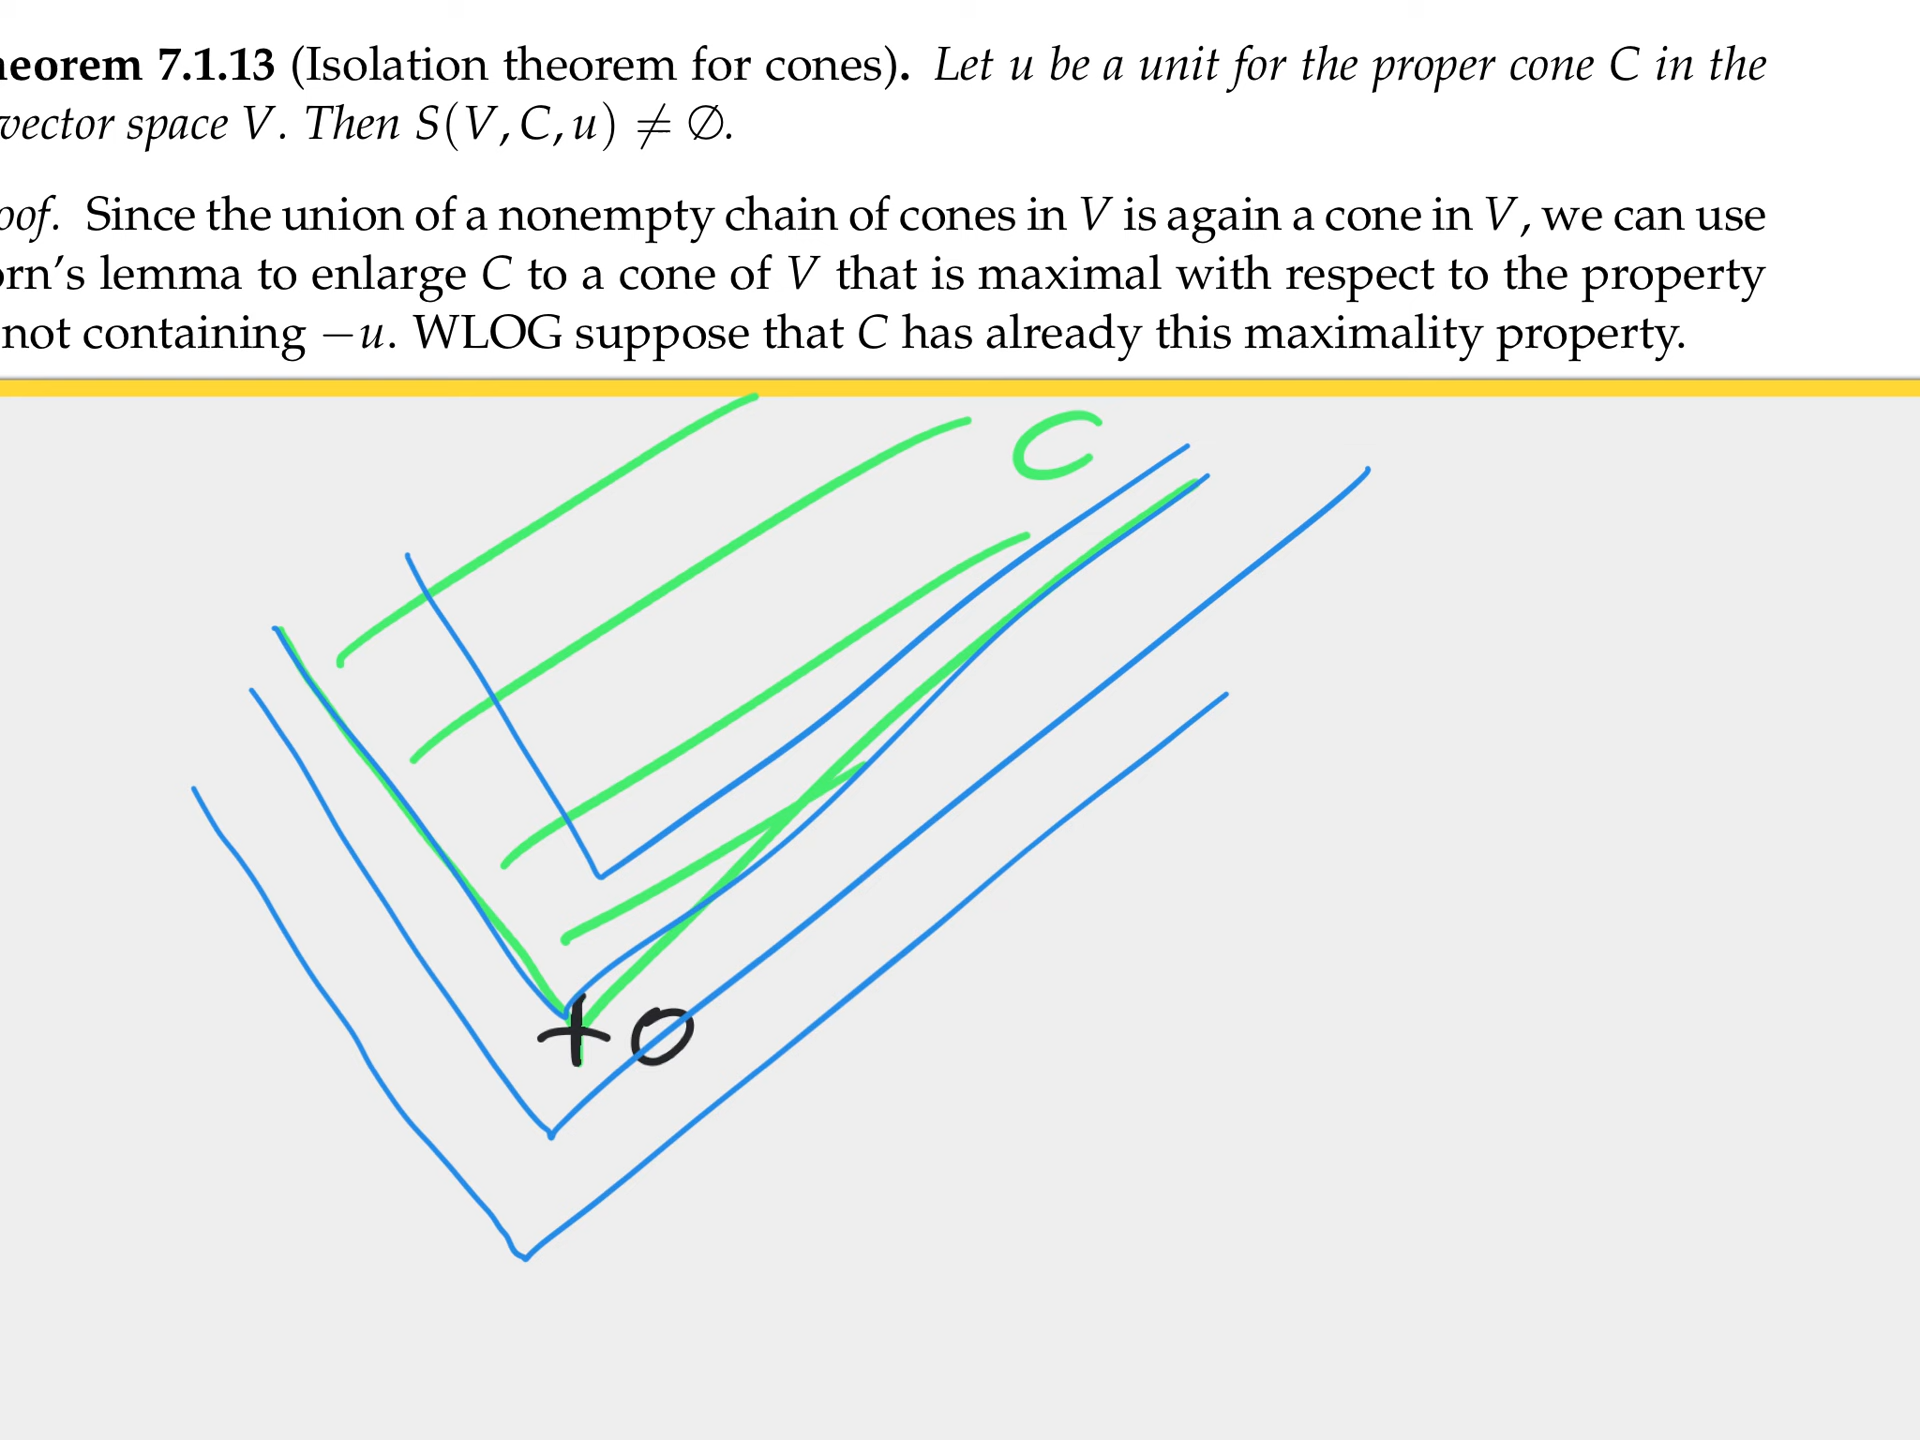 heorem 7.1.13 (Isolation theorem for cones). Let u be a unit for the proper cone C in the
vector space V. Then S(V, C, u) ≠ ∅.
oof. Since the union of a nonempty chain of cones in V is again a cone in V, we can use
orn's lemma to enlarge C to a cone of V that is maximal with respect to the property
not containing −u. WLOG suppose that C has already this maximality property.
C
0